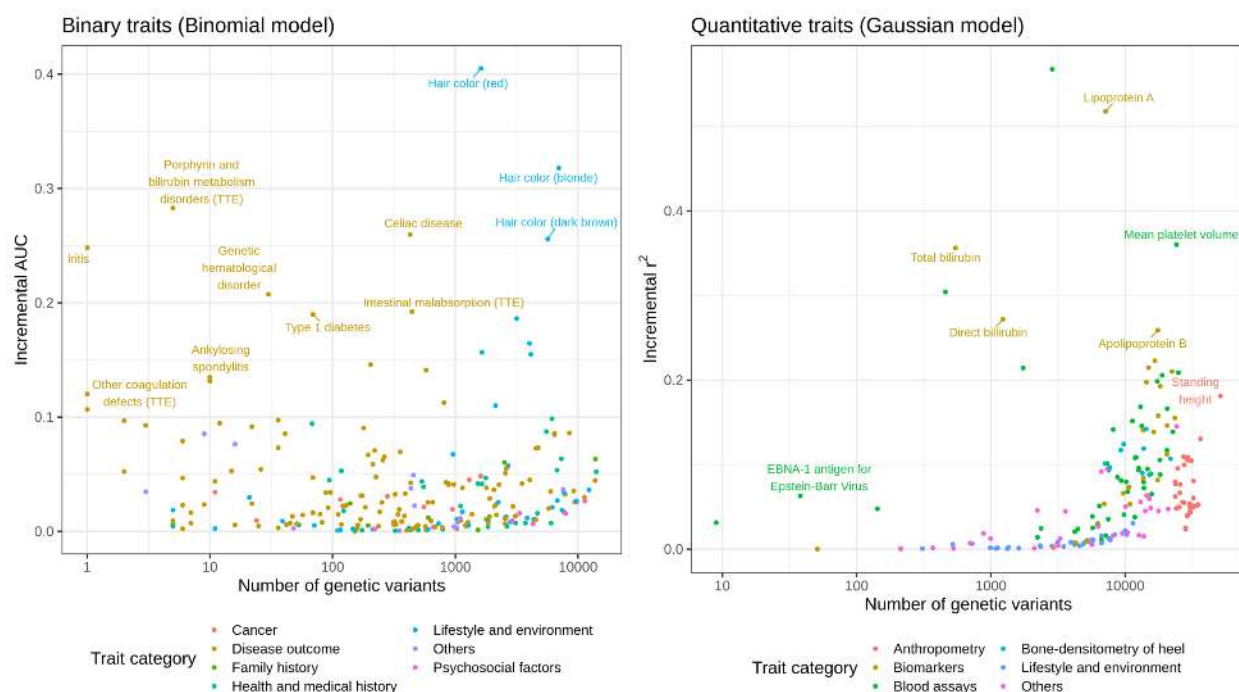 Binary traits (Binomial model)
Incremental AUC
0.4
0.3
0.2
0.1
0.0
Hair color (red)
Porphyrin and
bilirubin metabolism
disorders (TTE)
Hair color (blonde)
Celiac disease
Hair color (dark brown)
Iritis
Genetic
hematological
disorder
Intestinal malabsorption (TTE)
Type 1 diabetes
Ankylosing
spondylitis
Other coagulation
defects (TTE)
1
10
100
1000
10000
Number of genetic variants
Trait category
Cancer
Disease outcome
Family history
Health and medical history
Lifestyle and environment
Others
Psychosocial factors
Quantitative traits (Gaussian model)
Incremental r²
0.4
0.2
0.0
Lipoprotein A
Mean platelet volume
Total bilirubin
Direct bilirubin
Apolipoprotein B
Standing
height
EBNA-1 antigen for
Epstein-Barr Virus
10
100
1000
10000
Number of genetic variants
Trait category
Anthropometry
Biomarkers
Blood assays
Bone-densitometry of heel
Lifestyle and environment
Others